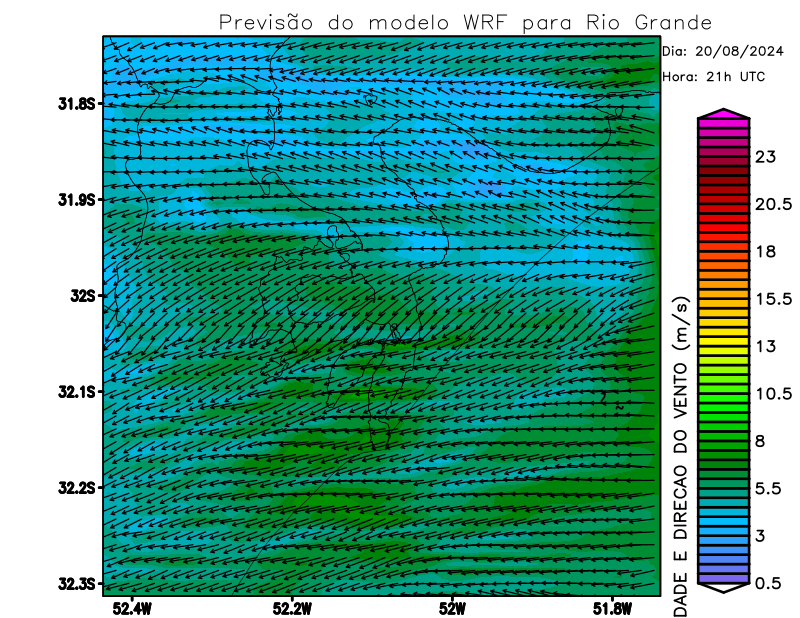 Previsão do modelo WRF para Rio Grande
Dia: 20/08/2024
Hora: 21h UTC
31.8S
31.9S
32S
32.1S
32.2S
32.3S
52.4W
52.2W
52W
51.8W
23
20.5
18
15.5
13
10.5
8
5.5
3
0.5
DADE E DIRECAO DO VENTO (m/s)